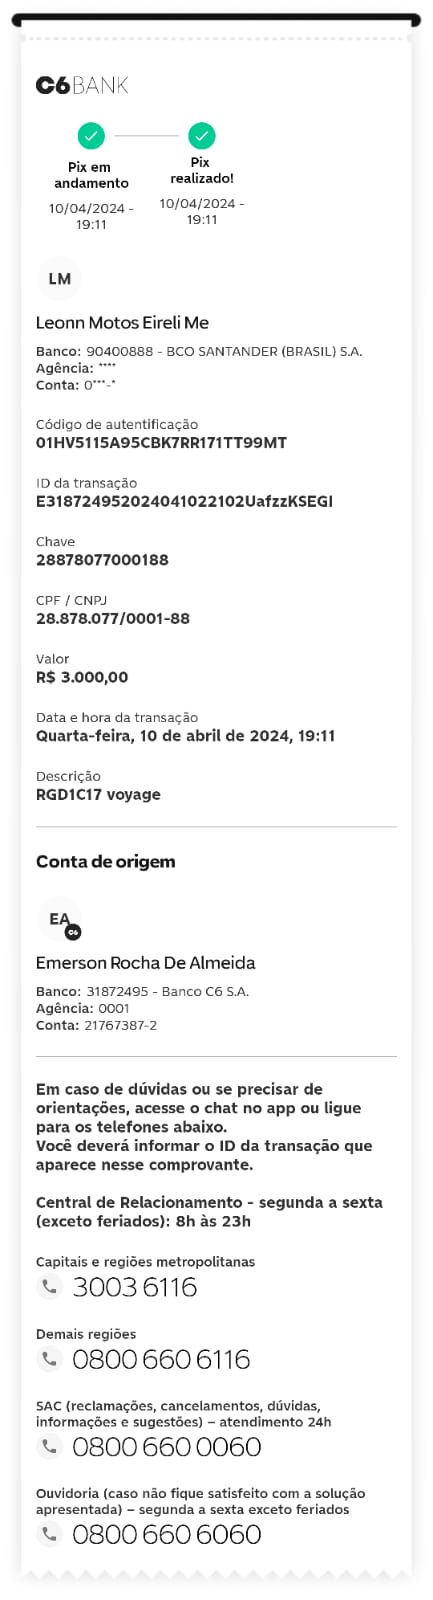 C6BANK
Pix em
andamento
10/04/2024 -
19:11
Pix
realizado!
10/04/2024 -
19:11
LM
Leonn Motos Eireli Me
Banco: 90400888 - BCO SANTANDER (BRASIL) S.A.
Agência: ****
Conta: 0***-*
Código de autentificação
01HV5115A95CBK7RR171TT99MT
ID da transação
E31872495202404102210​2UafzzKSEGI
Chave
28878077000188
CPF / CNPJ
28.878.077/0001-88
Valor
R$ 3.000,00
Data e hora da transação
Quarta-feira, 10 de abril de 2024, 19:11
Descrição
RGD1C17 voyage
Conta de origem
EA
C6
Emerson Rocha De Almeida
Banco: 31872495 - Banco C6 S.A.
Agência: 0001
Conta: 21767387-2
Em caso de dúvidas ou se precisar de
orientações, acesse o chat no app ou ligue
para os telefones abaixo.
Você deverá informar o ID da transação que
aparece nesse comprovante.
Central de Relacionamento - segunda a sexta
(exceto feriados): 8h às 23h
Capitais e regiões metropolitanas
3003 6116
Demais regiões
0800 660 6116
SAC (reclamações, cancelamentos, dúvidas,
informações e sugestões) – atendimento 24h
0800 660 0060
Ouvidoria (caso não fique satisfeito com a solução
apresentada) – segunda a sexta exceto feriados
0800 660 6060